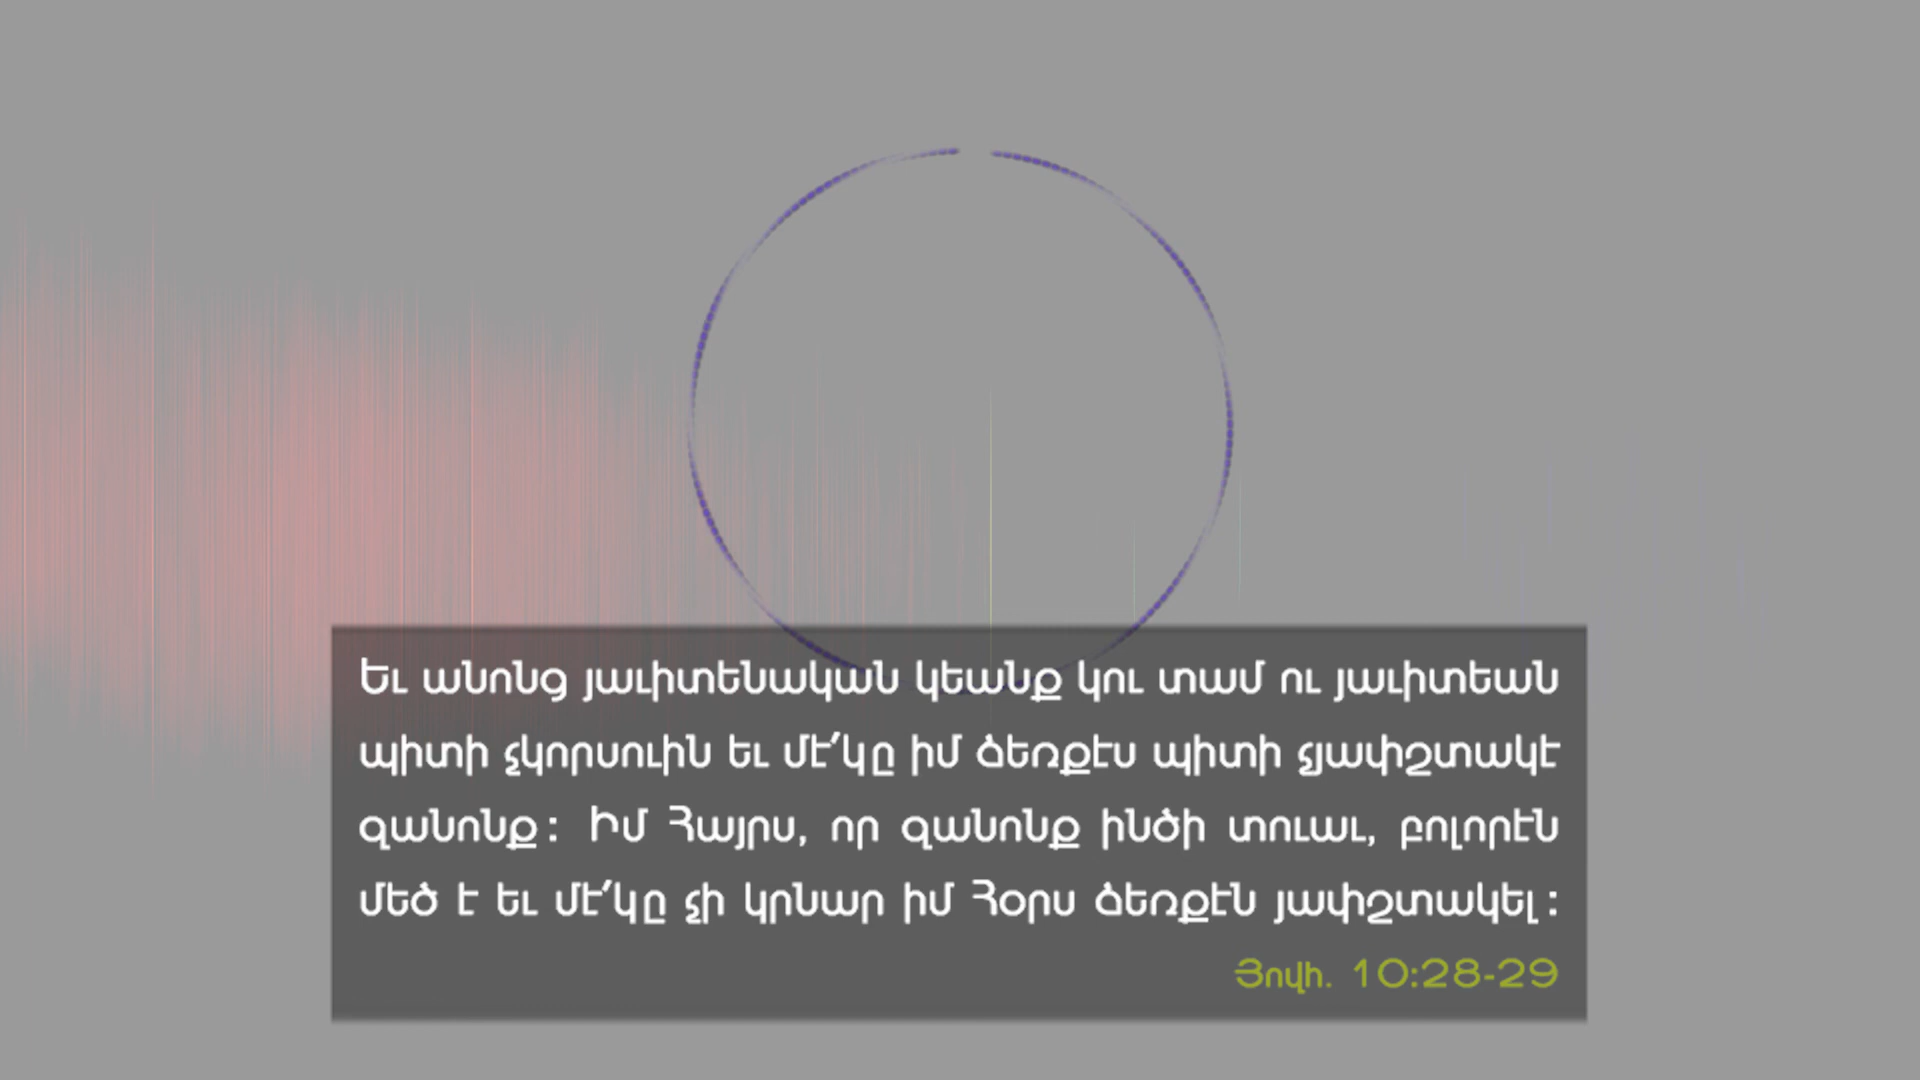 Եւ անոնց յաւիտենական կեանք կու տամ ու յաւիտեան
պիտի չկորսուին եւ մէ՛կը իմ ձեռքէս պիտի չյափշտակէ
զանոնք: Իմ Հայրս, որ զանոնք ինծի տուաւ, բոլորէն
մեծ է եւ մէ՛կը չի կրնար իմ Հօրս ձեռքէն յափշտակել:
Յովհ. 10:28-29